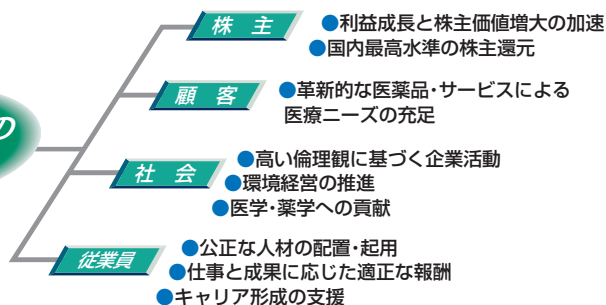 株 主
●利益成長と株主価値増大の加速
●国内最高水準の株主還元
顧 客
●革新的な医薬品・サービスによる
医療ニーズの充足
の
社 会
●高い倫理観に基づく企業活動
●環境経営の推進
●医学・薬学への貢献
従業員
●公正な人材の配置・起用
●仕事と成果に応じた適正な報酬
●キャリア形成の支援